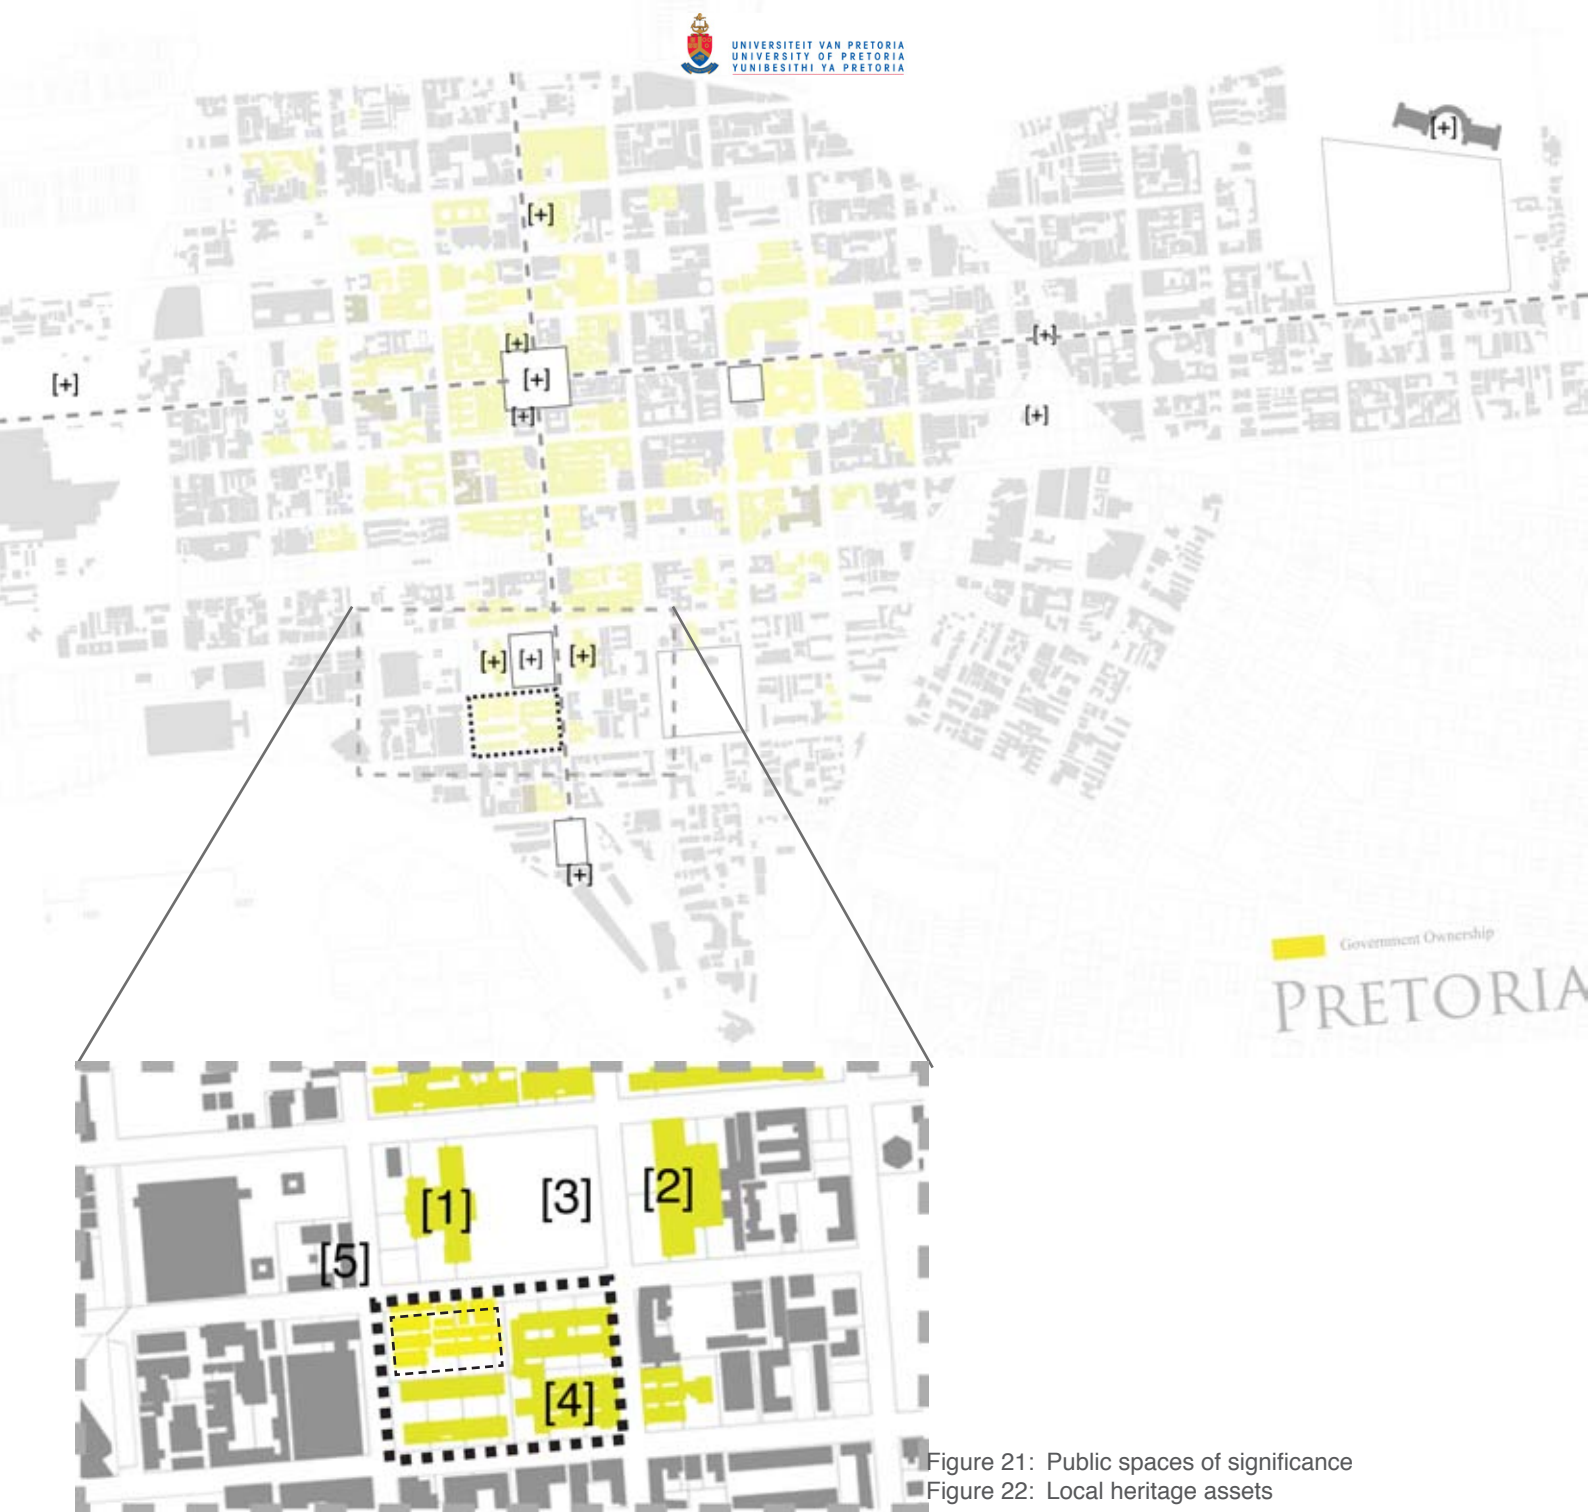 UNIVERSITEIT VAN PRETORIA
UNIVERSITY OF PRETORIA
YUNIBESITHI YA PRETORIA
[+]
[+]
[+]
[+]
[+]
[+]
[+]
[+]
[+]
[+]
[+]
[+]
[+]
Government Ownership
PRETORIA
[1]
[3]
[2]
[5]
[4]
Figure 21: Public spaces of significance
Figure 22: Local heritage assets